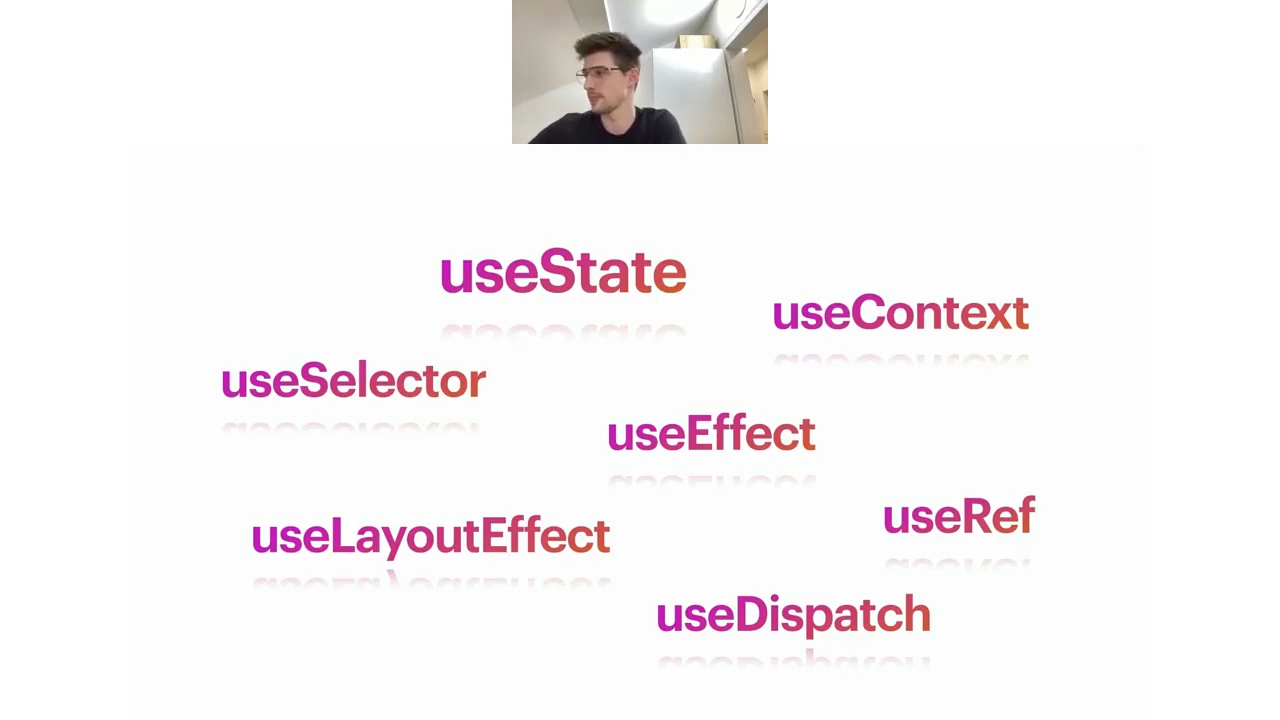 useState
useContext
useSelector
useEffect
useRef
useLayoutEffect
useDispatch